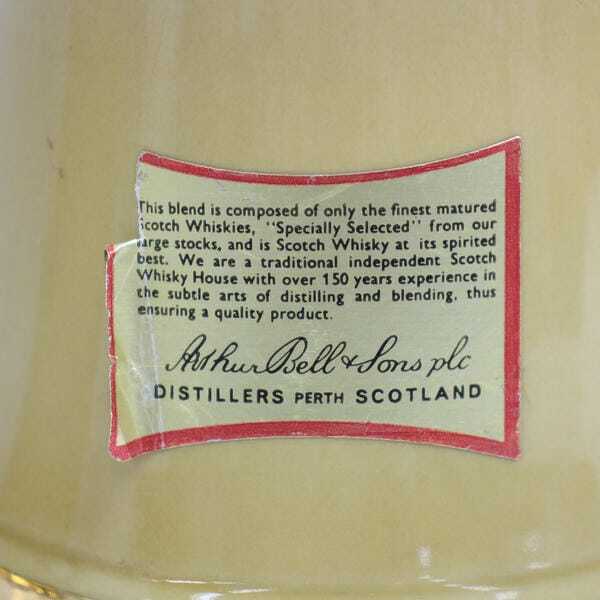 This blend is composed of only the finest matured
Scotch Whiskies, "Specially Selected" from our
large stocks, and is Scotch Whisky at its spirited
best. We are a traditional independent Scotch
Whisky House with over 150 years experience in
the subtle arts of distilling and blending, thus
ensuring a quality product.
Arthur Bell & Sons plc
DISTILLERS PERTH SCOTLAND